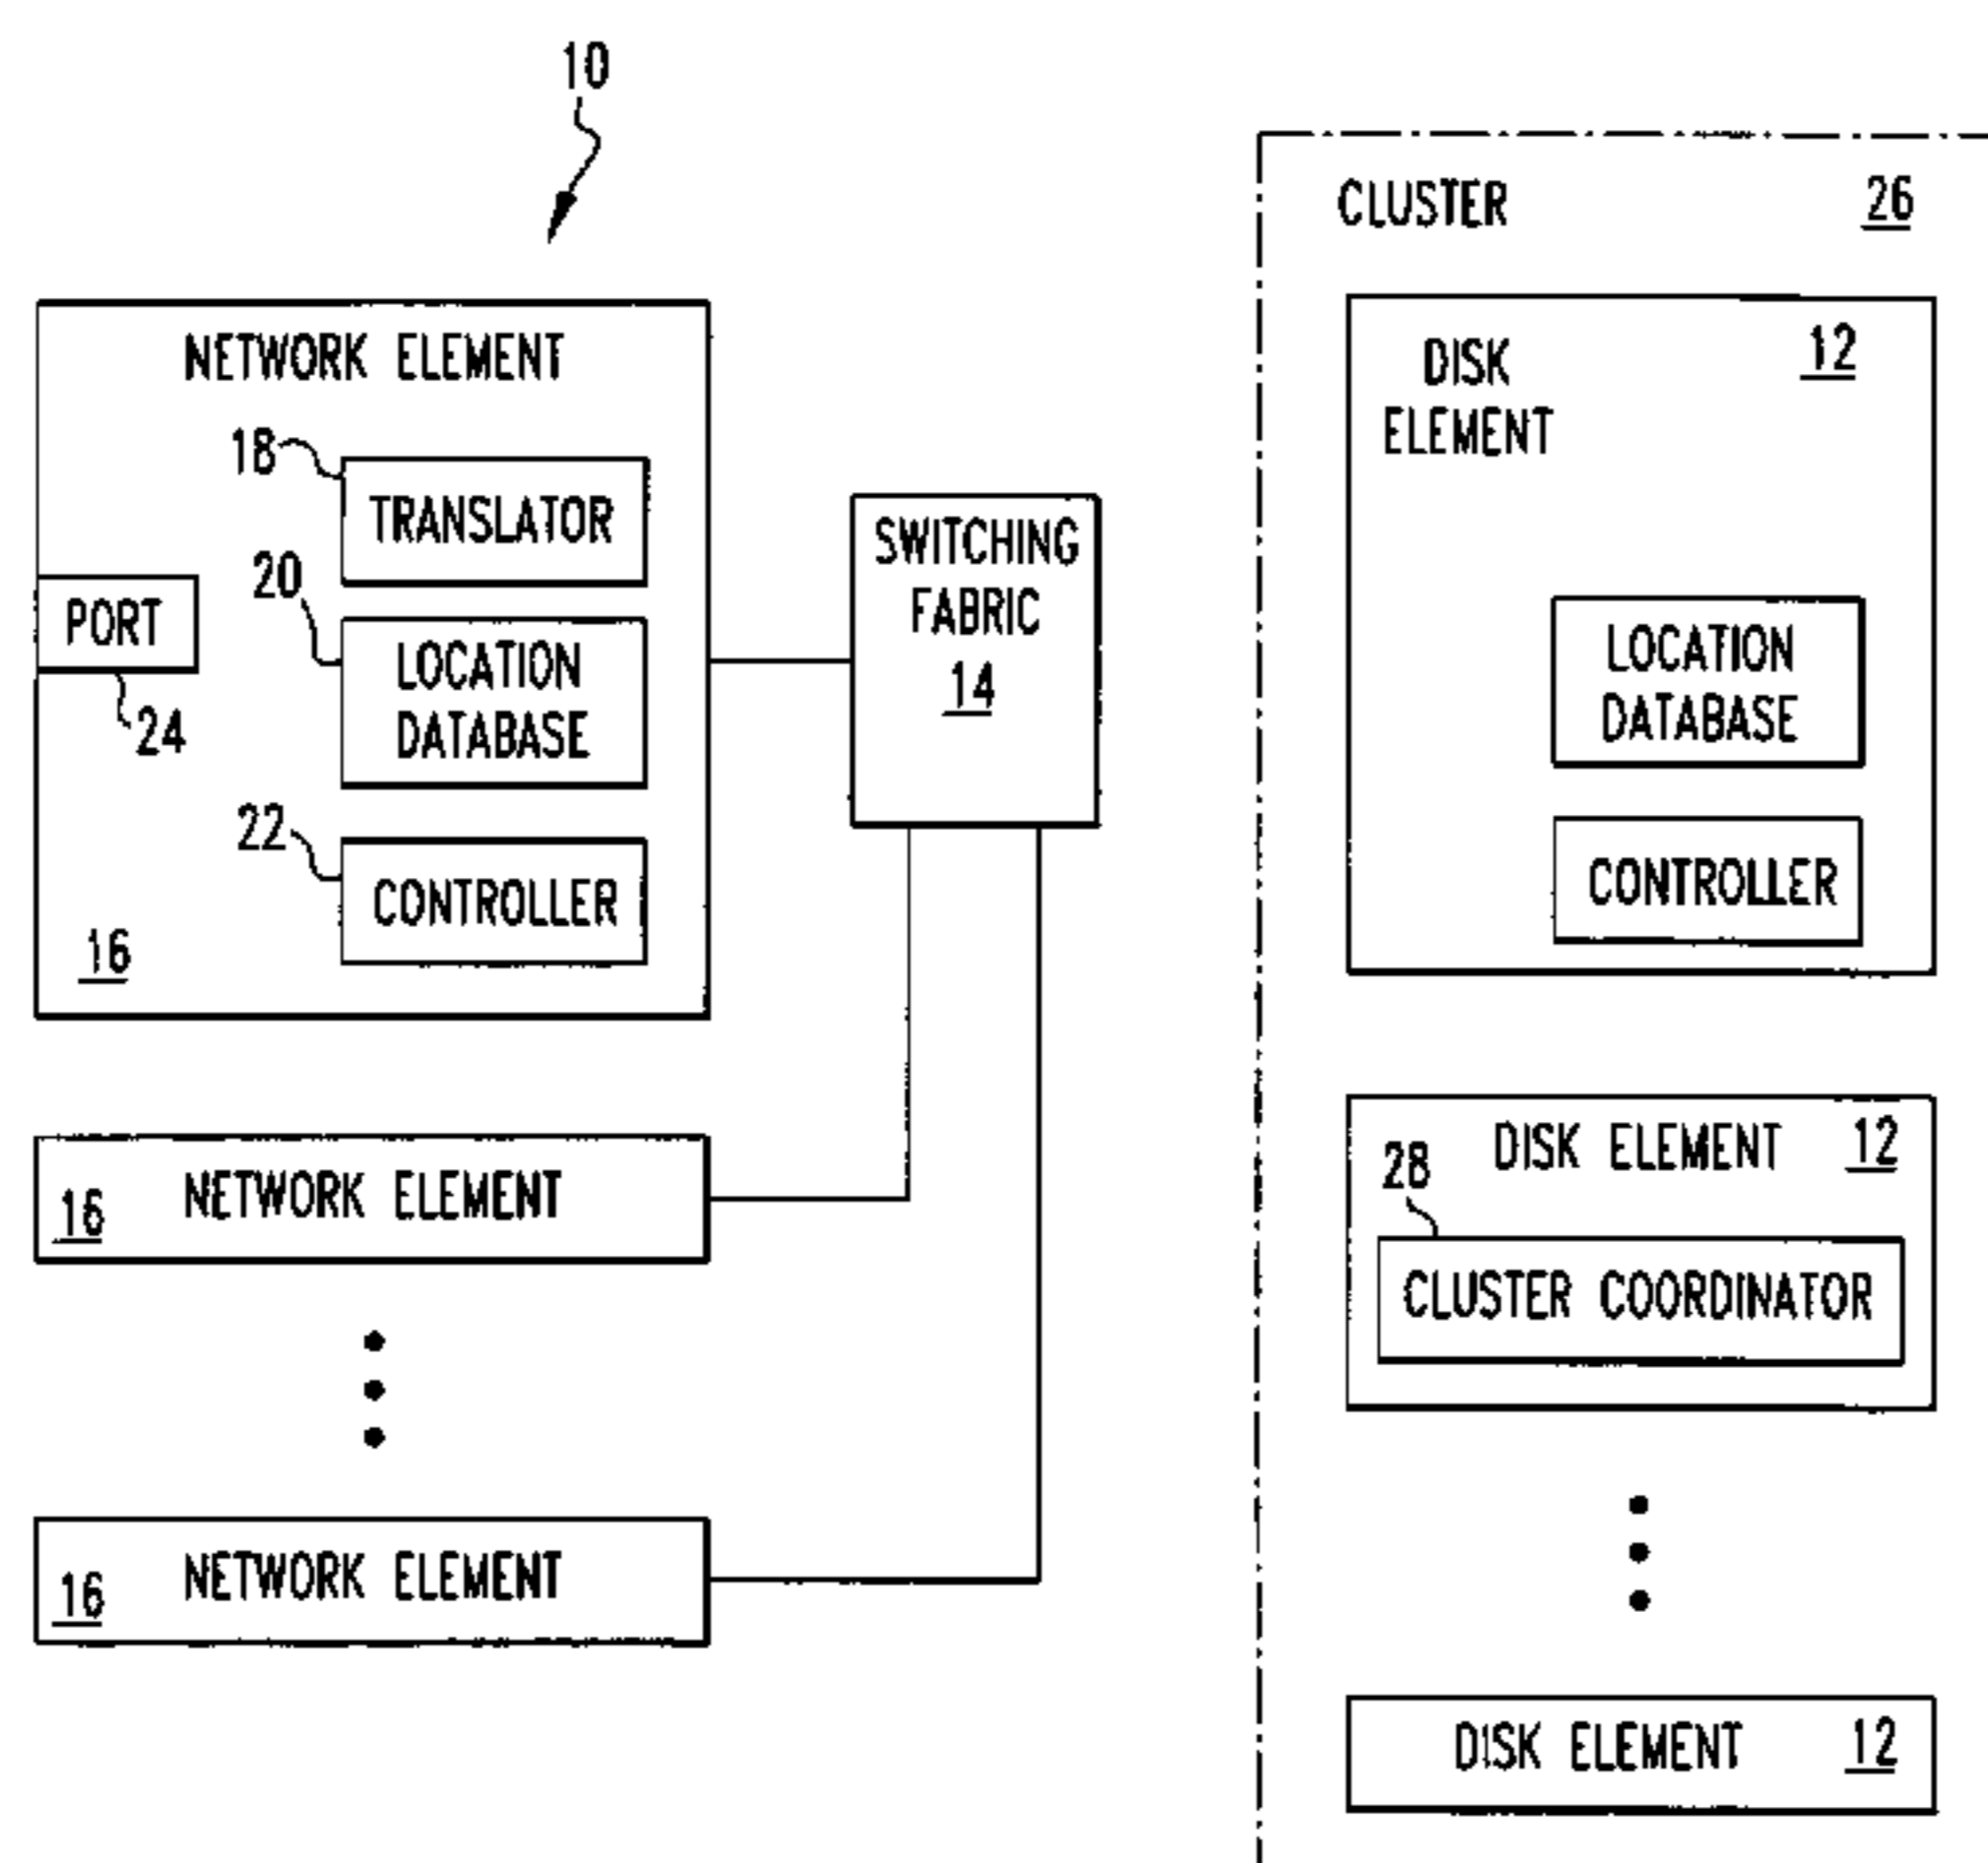 10
NETWORK ELEMENT
18
TRANSLATOR
20
LOCATION
DATABASE
PORT
24
22
CONTROLLER
16
SWITCHING
FABRIC
14
NETWORK ELEMENT
16
NETWORK ELEMENT
16
CLUSTER 26
DISK
ELEMENT
12
LOCATION
DATABASE
CONTROLLER
DISK ELEMENT 12
28
CLUSTER COORDINATOR
DISK ELEMENT 12